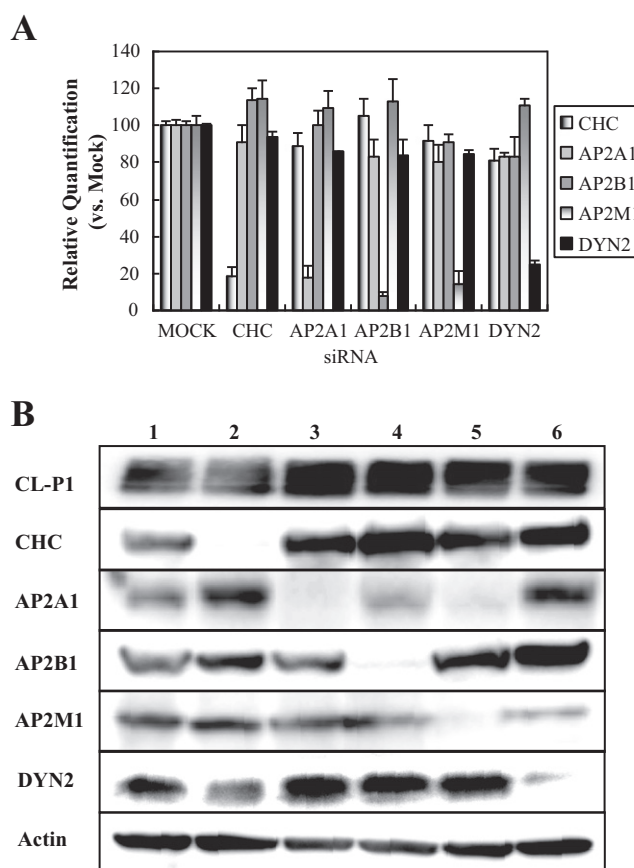 A
Relative Quantification
(vs. Mock)
140
120
100
80
60
40
20
0
MOCK CHC AP2A1 AP2B1 AP2M1 DYN2
siRNA
CHC
AP2A1
AP2B1
AP2M1
DYN2
B
1 2 3 4 5 6
CL-P1
CHC
AP2A1
AP2B1
AP2M1
DYN2
Actin